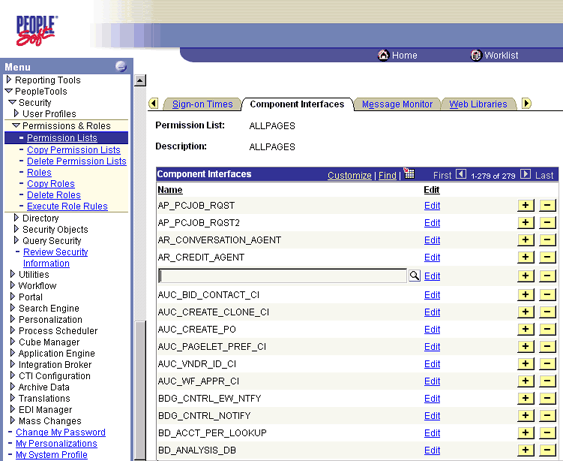 PEOPLE
Soft
Home
Worklist
Menu
Reporting Tools
PeopleTools
Security
User Profiles
Permissions & Roles
Permission Lists
Copy Permission Lists
Delete Permission Lists
Roles
Copy Roles
Delete Roles
Execute Role Rules
Directory
Security Objects
Query Security
Review Security
Information
Utilities
Workflow
Portal
Search Engine
Personalization
Process Scheduler
Cube Manager
Application Engine
Integration Broker
CTI Configuration
Archive Data
Translations
EDI Manager
Mass Changes
Change My Password
My Personalizations
My System Profile
Sign-on Times Component Interfaces Message Monitor Web Libraries
Permission List: ALLPAGES
Description: ALLPAGES
Component Interfaces Customize | Find | First 1-279 of 279 Last
Name Edit
AP_PCJOB_RQST Edit
AP_PCJOB_RQST2 Edit
AR_CONVERSATION_AGENT Edit
AR_CREDIT_AGENT Edit
Edit
AUC_BID_CONTACT_CI Edit
AUC_CREATE_CLONE_CI Edit
AUC_CREATE_PO Edit
AUC_PAGELET_PREF_CI Edit
AUC_VNDR_ID_CI Edit
AUC_WF_APPR_CI Edit
BDG_CNTRL_EW_NTFY Edit
BDG_CNTRL_NOTIFY Edit
BD_ACCT_PER_LOOKUP Edit
BD_ANALYSIS_DB Edit